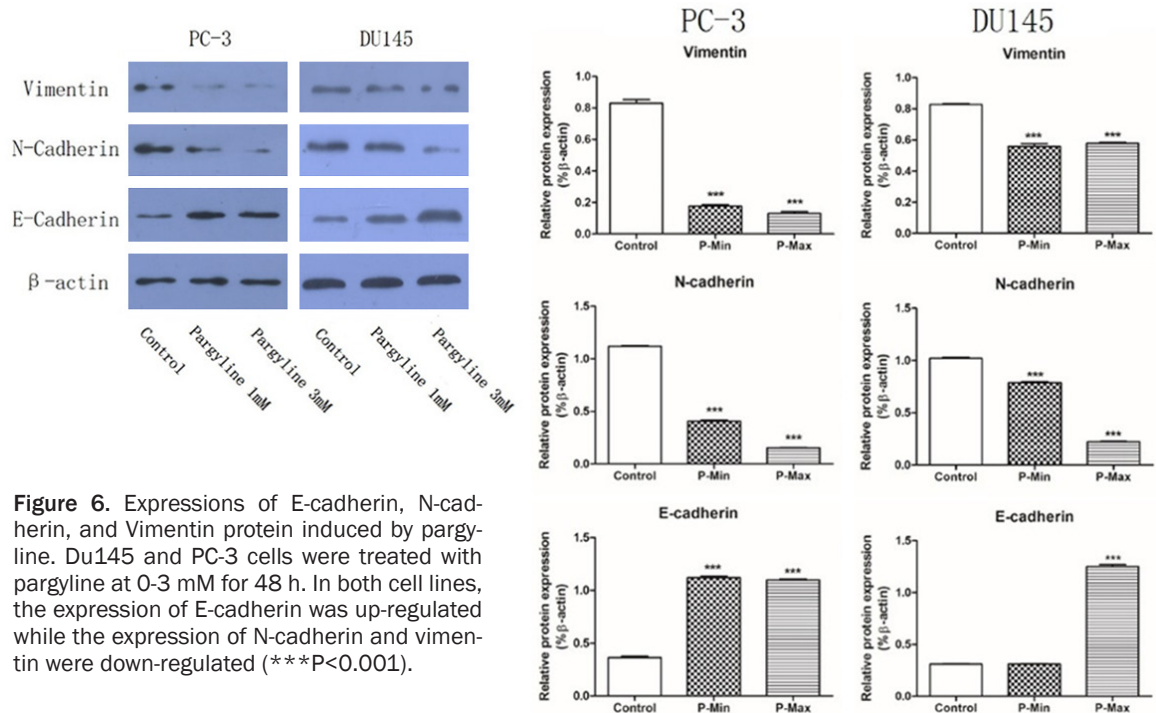 PC-3 DU145
Vimentin
N-Cadherin
E-Cadherin
β-actin
Control Pargyline 1mM Pargyline 3mM Control Pargyline 1mM Pargyline 3mM
Figure 6. Expressions of E-cadherin, N-cad-
herin, and Vimentin protein induced by pargy-
line. Du145 and PC-3 cells were treated with
pargyline at 0-3 mM for 48 h. In both cell lines,
the expression of E-cadherin was up-regulated
while the expression of N-cadherin and vimen-
tin were down-regulated (***P<0.001).
PC-3
Vimentin
Relative protein expression
(%β-actin)
1.0
0.8
0.6
0.4
0.2
0.0
*** ***
Control P-Min P-Max
N-cadherin
Relative protein expression
(%β-actin)
1.5
1.0
0.5
0.0
*** ***
Control P-Min P-Max
E-cadherin
Relative protein expression
(%β-actin)
1.5
1.0
0.5
0.0
*** ***
Control P-Min P-Max
DU145
Vimentin
Relative protein expression
(%β-actin)
1.0
0.8
0.6
0.4
0.2
0.0
*** ***
Control P-Min P-Max
N-cadherin
Relative protein expression
(%β-actin)
1.5
1.0
0.5
0.0
*** ***
Control P-Min P-Max
E-cadherin
Relative protein expression
(%β-actin)
1.5
1.0
0.5
0.0
***
Control P-Min P-Max